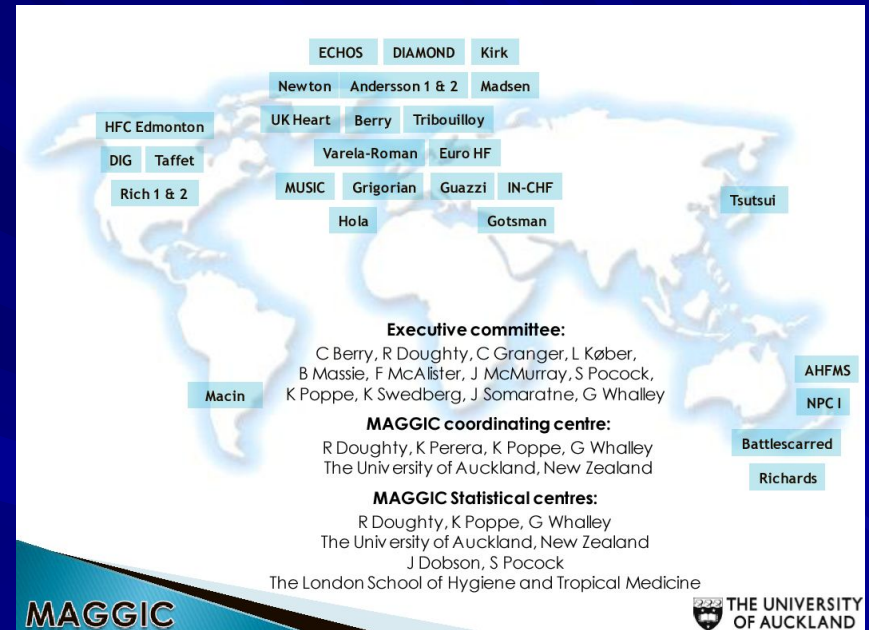 ECHOS DIAMOND Kirk
Newton Andersson 1 & 2 Madsen
HFC Edmonton UK Heart Berry Tribouilloy
DIG Taffet Varela-Roman Euro HF
Rich 1 & 2 MUSIC Grigorian Guazzi IN-CHF Tsutsui
Hola Gotsman
Executive committee:
C Berry, R Doughty, C Granger, L Køber,
B Massie, F McAlister, J McMurray, S Pocock,
K Poppe, K Swedberg, J Somaratne, G Whalley
Macin
AHFMS
NPC I
Battlescarred
Richards
MAGGIC coordinating centre:
R Doughty, K Perera, K Poppe, G Whalley
The University of Auckland, New Zealand
MAGGIC Statistical centres:
R Doughty, K Poppe, G Whalley
The University of Auckland, New Zealand
J Dobson, S Pocock
The London School of Hygiene and Tropical Medicine
MAGGIC
THE UNIVERSITY
OF AUCKLAND